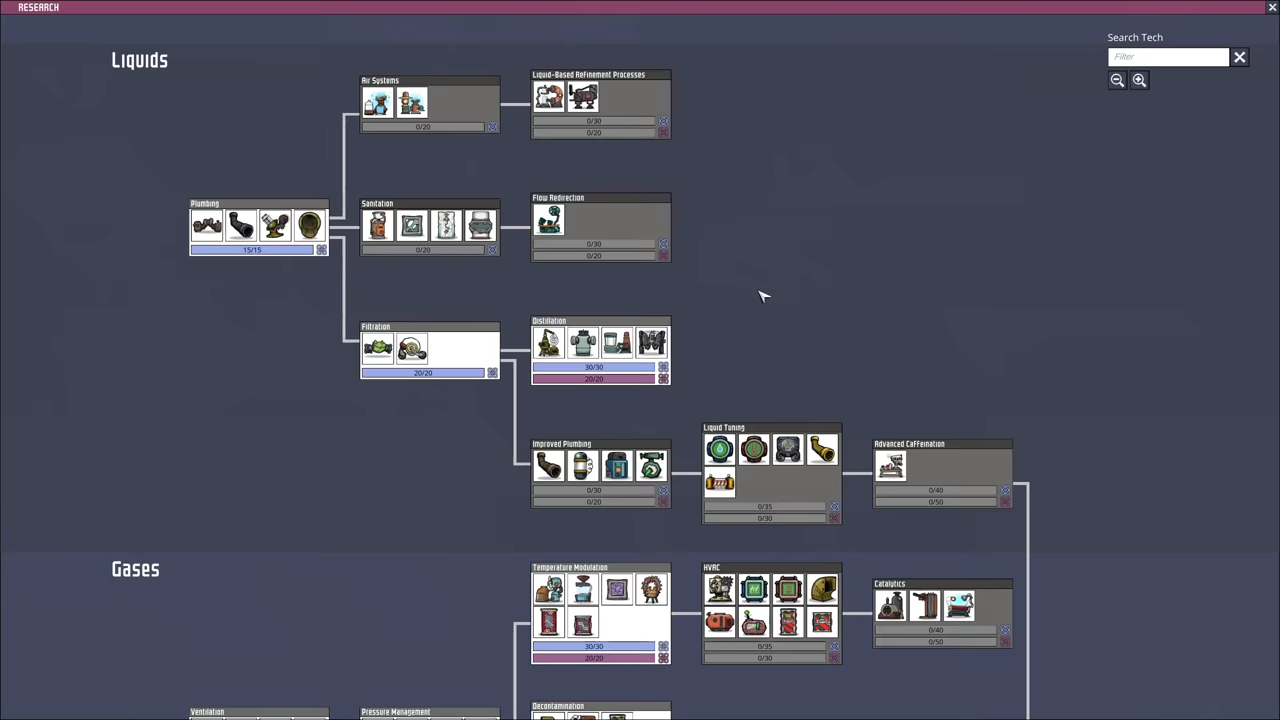 RESEARCH
Search Tech
Filter
Liquids
Air Systems
0/20
Liquid-Based Refinement Processes
0/30
0/20
Plumbing
15/15
Sanitation
0/20
Flow Redirection
0/30
0/20
Filtration
20/20
Distillation
30/30
20/20
Improved Plumbing
0/30
0/20
Liquid Tuning
0/35
0/30
Advanced Caffeination
0/40
0/50
Gases
Temperature Modulation
30/30
20/20
HVAC
0/35
0/30
Catalytics
0/40
0/50
Ventilation
Pressure Management
Decontamination